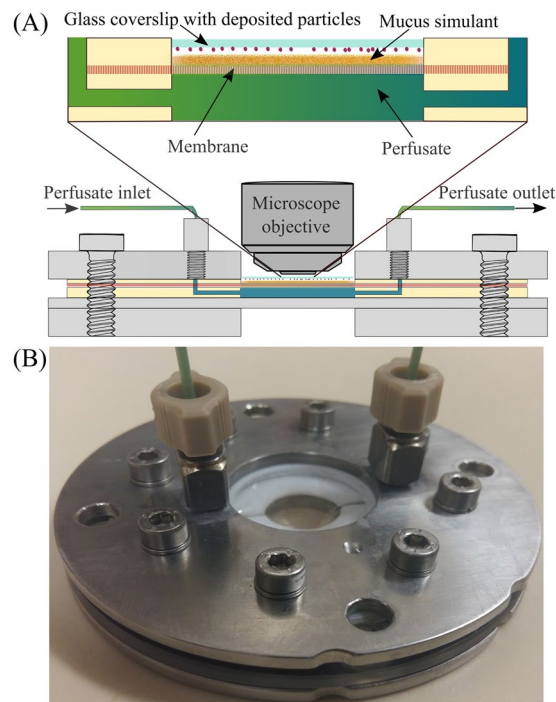 (A)
Glass coverslip with deposited particles
Mucus simulant
Membrane
Perfusate
Perfusate inlet
Microscope
objective
Perfusate outlet
(B)